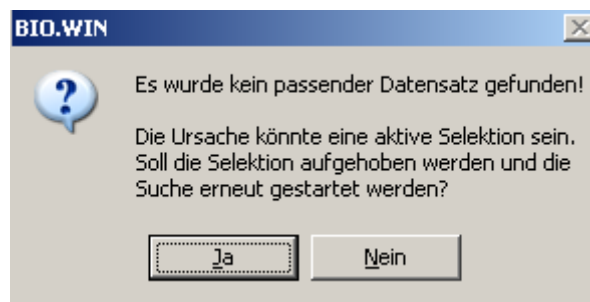 BIO.WIN
Es wurde kein passender Datensatz gefunden!
Die Ursache könnte eine aktive Selektion sein.
Soll die Selektion aufgehoben werden und die
Suche erneut gestartet werden?
Ja
Nein